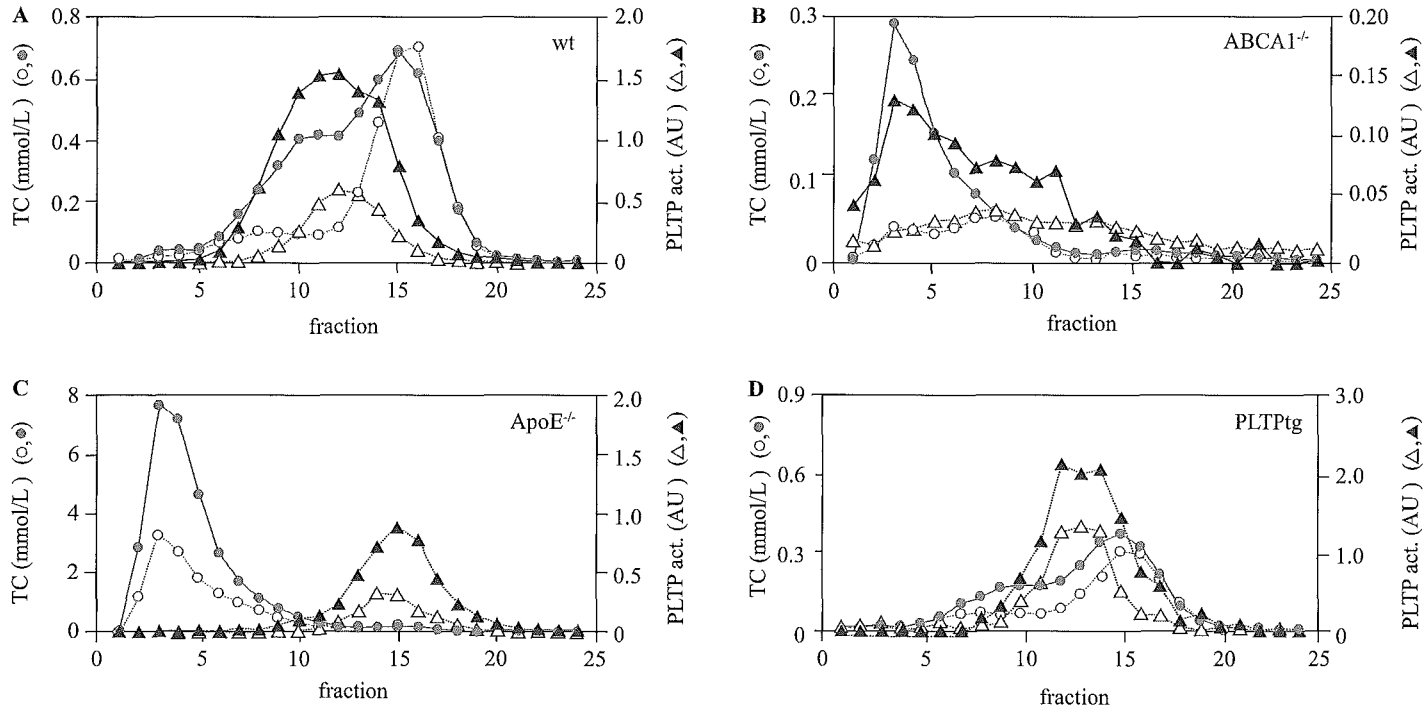 A
wt
TC (mmol/L) (○,●)
PLTP act. (AU) (△,▲)
0.8
0.6
0.4
0.2
0
2.0
1.5
1.0
0.5
0
0 5 10 15 20 25
fraction
B
ABCA1-/-
TC (mmol/L) (○,●)
PLTP act. (AU) (△,▲)
0.3
0.2
0.1
0
0.20
0.15
0.10
0.05
0
0 5 10 15 20 25
fraction
C
ApoE-/-
TC (mmol/L) (○,●)
PLTP act. (AU) (△,▲)
8
6
4
2
0
2.0
1.5
1.0
0.5
0
0 5 10 15 20 25
fraction
D
PLTPtg
TC (mmol/L) (○,●)
PLTP act. (AU) (△,▲)
0.9
0.6
0.3
0
3.0
2.0
1.0
0
0 5 10 15 20 25
fraction